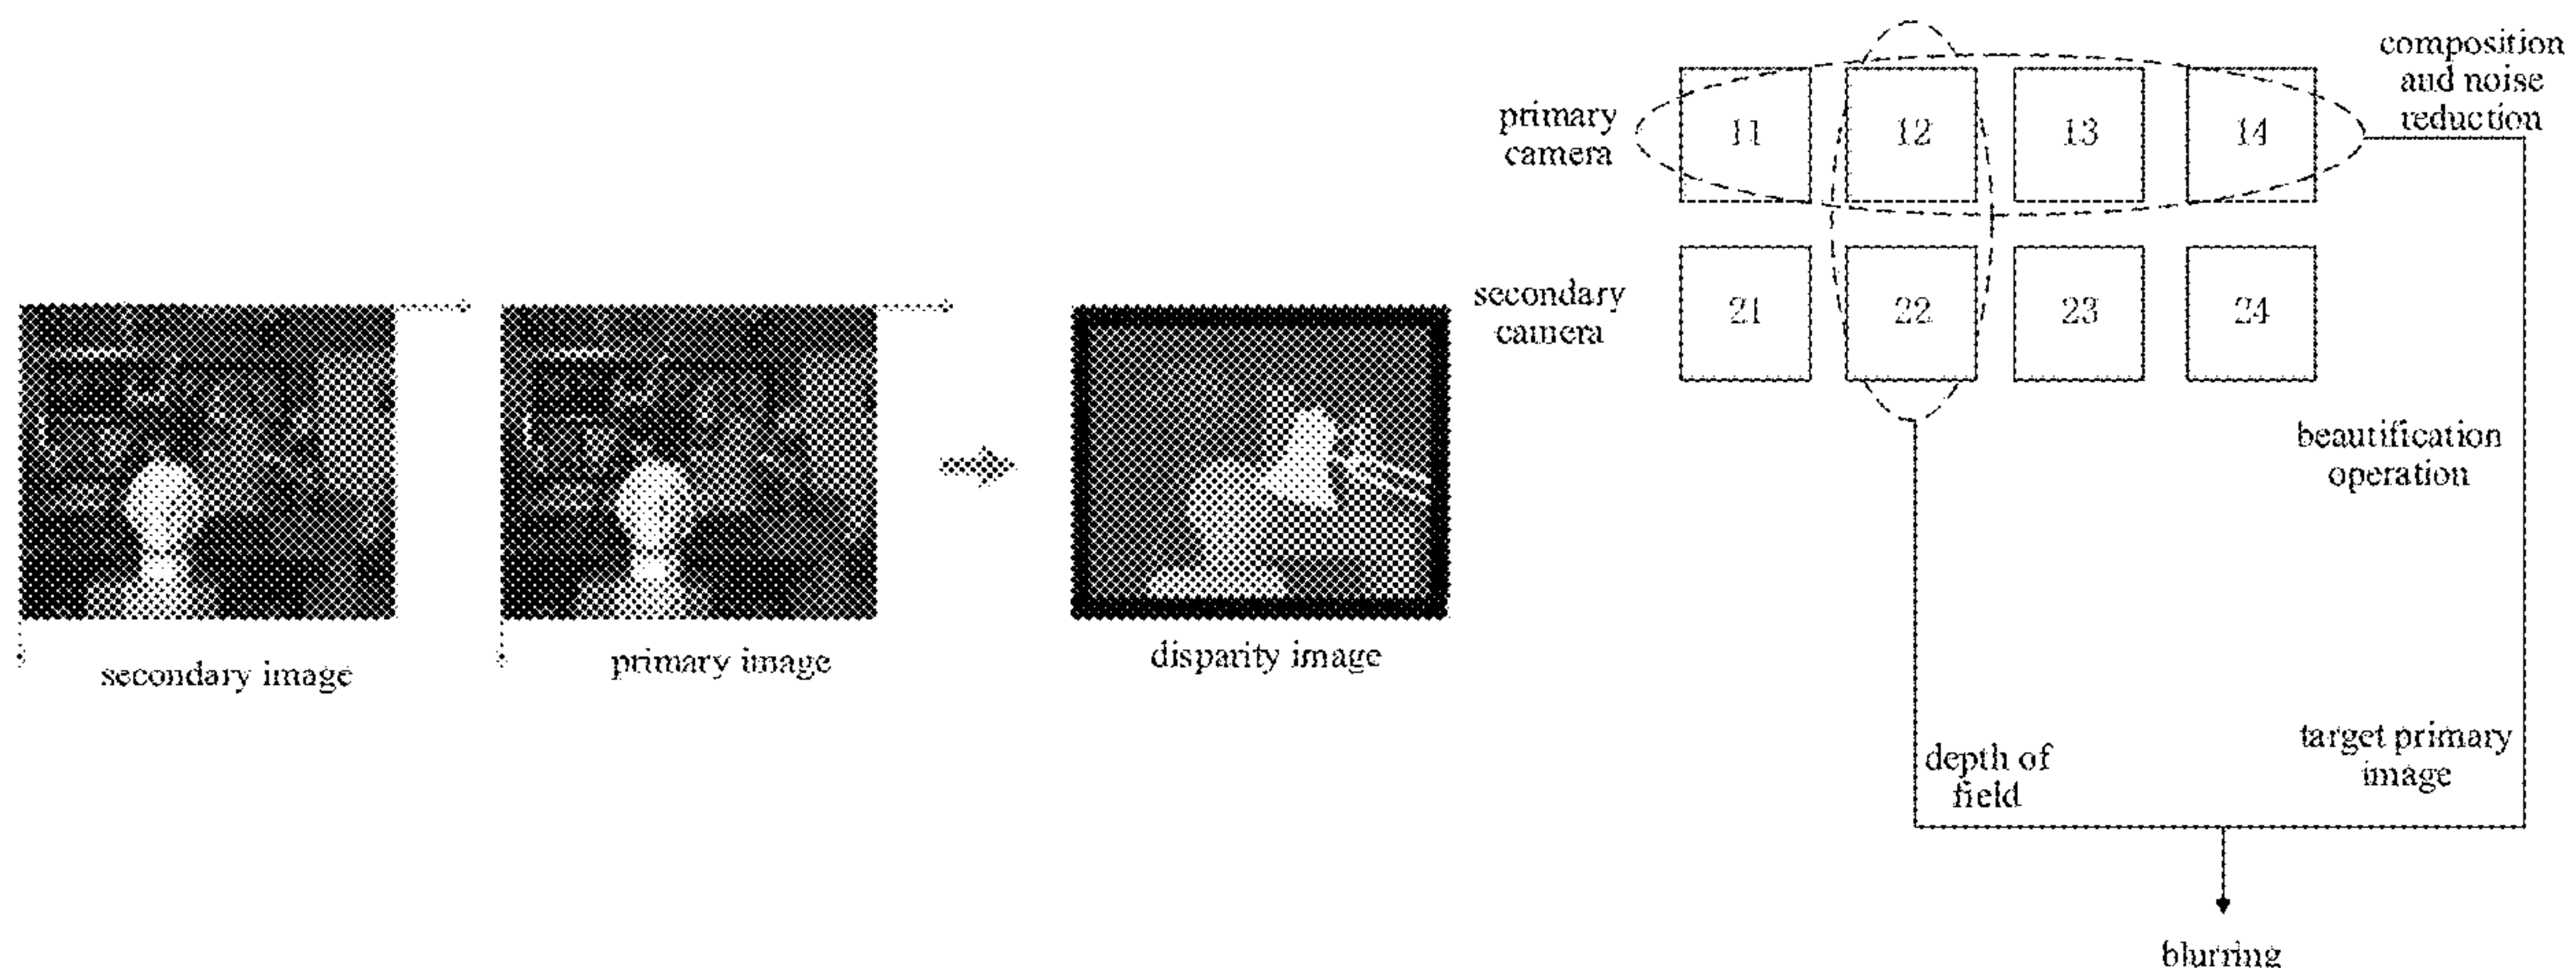 secondary image
primary image
disparity image
primary
camera
11
12
13
14
composition
and noise
reduction
secondary
camera
21
22
23
24
beautification
operation
depth of
field
target primary
image
blurring